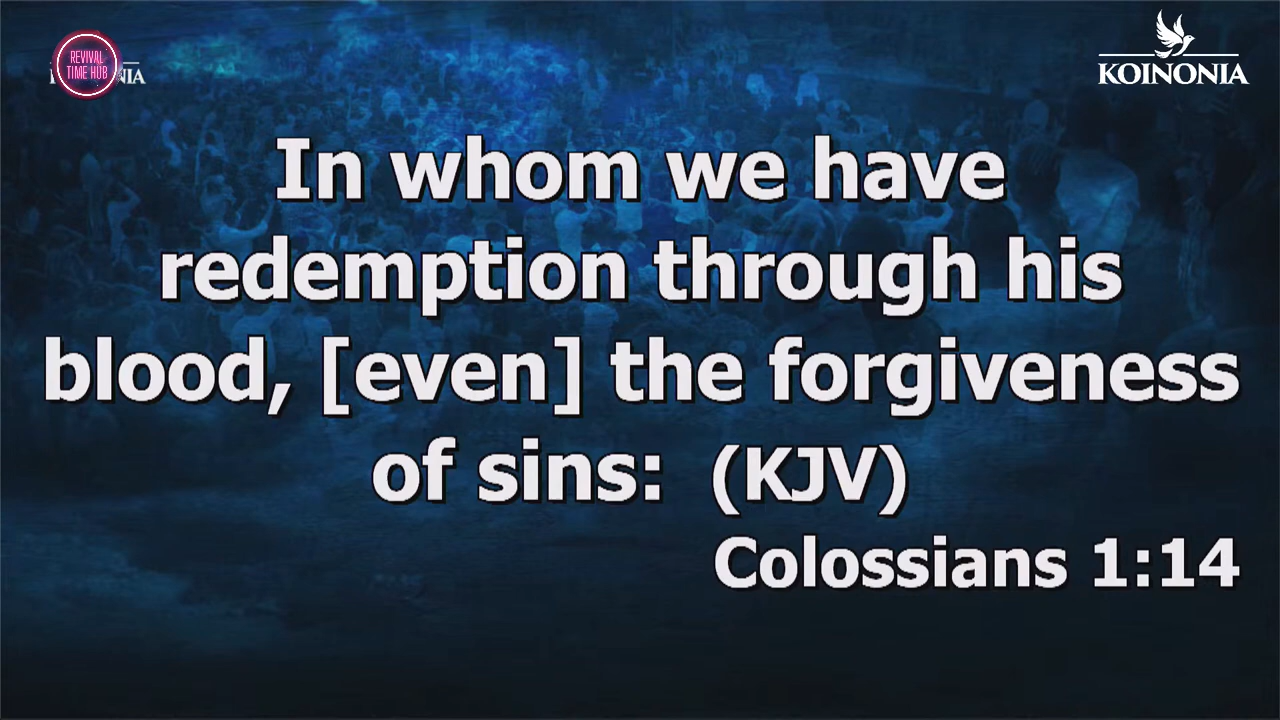 REVIVAL
TIME HUB
KOINONIA
In whom we have
redemption through his
blood, [even] the forgiveness
of sins: (KJV)
Colossians 1:14